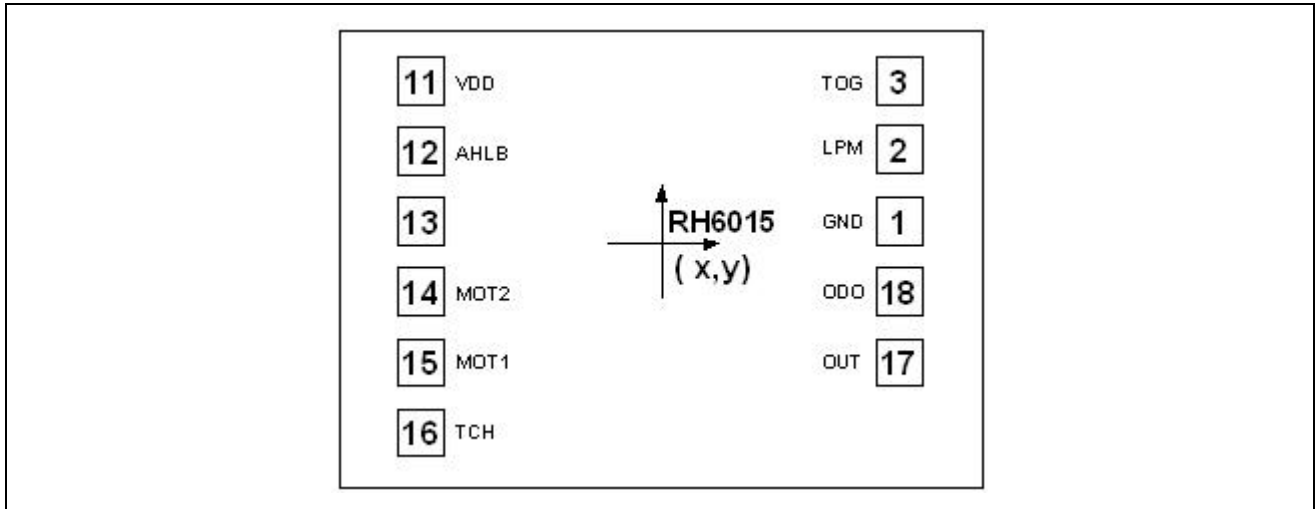 11 VDD TOG 3
12 AHLB LPM 2
13 RH6015 GND 1
( x,y)
14 MOT2 ODO 18
15 MOT1 OUT 17
16 TCH